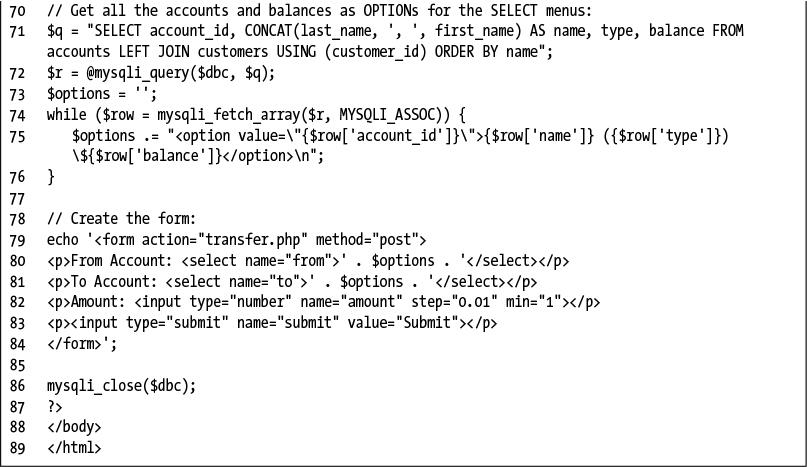 70 // Get all the accounts and balances as OPTIONs for the SELECT menus:
71 $q = "SELECT account_id, CONCAT(last_name, ', ', first_name) AS name, type, balance FROM
accounts LEFT JOIN customers USING (customer_id) ORDER BY name";
72 $r = @mysqli_query($dbc, $q);
73 $options = '';
74 while ($row = mysqli_fetch_array($r, MYSQLI_ASSOC)) {
75 $options .= "<option value=\"{$row['account_id']}\">{$row['name']} ({$row['type']})
\${$row['balance']}</option>\n";
76 }
77
78 // Create the form:
79 echo '<form action="transfer.php" method="post">
80 <p>From Account: <select name="from">' . $options . '</select></p>
81 <p>To Account: <select name="to">' . $options . '</select></p>
82 <p>Amount: <input type="number" name="amount" step="0.01" min="1"></p>
83 <p><input type="submit" name="submit" value="Submit"></p>
84 </form>';
85
86 mysqli_close($dbc);
87 ?>
88 </body>
89 </html>